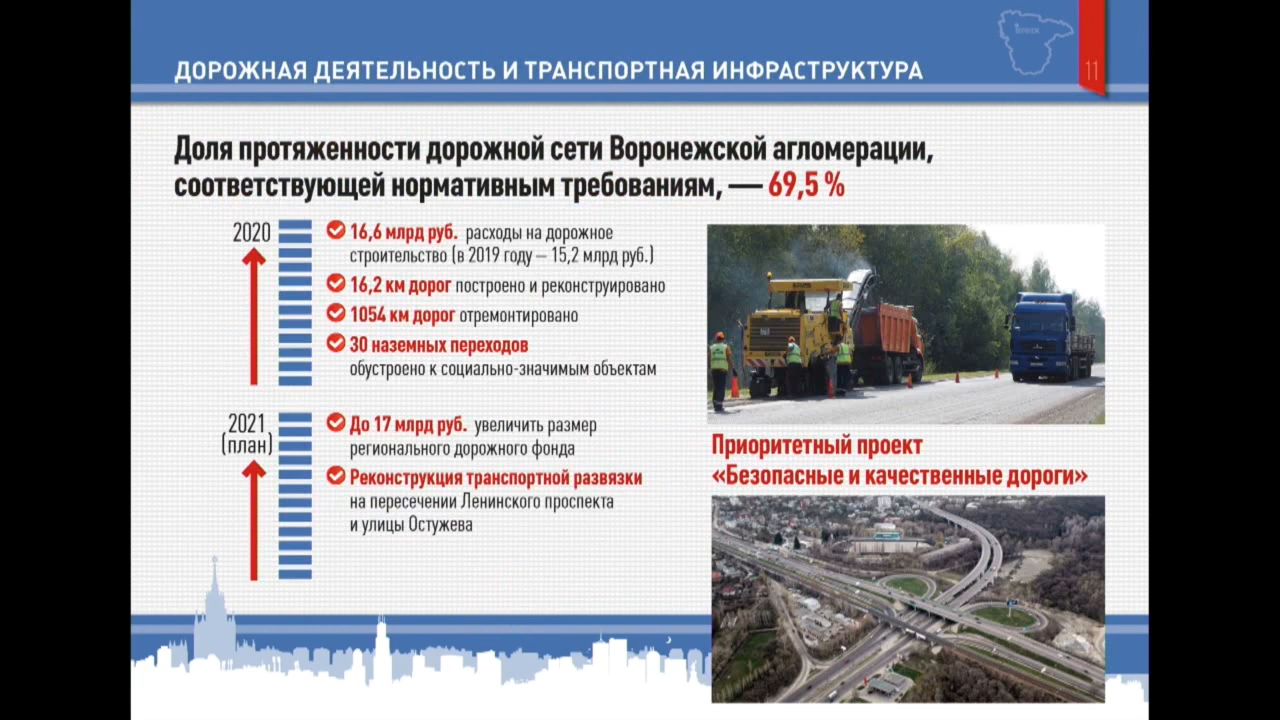 ДОРОЖНАЯ ДЕЯТЕЛЬНОСТЬ И ТРАНСПОРТНАЯ ИНФРАСТРУКТУРА
11
Доля протяженности дорожной сети Воронежской агломерации,
соответствующей нормативным требованиям, — 69,5 %
2020
16,6 млрд руб. расходы на дорожное
строительство (в 2019 году – 15,2 млрд руб.)
16,2 км дорог построено и реконструировано
1054 км дорог отремонтировано
30 наземных переходов
обустроено к социально-значимым объектам
2021
(план)
До 17 млрд руб. увеличить размер
регионального дорожного фонда
Реконструкция транспортной развязки
на пересечении Ленинского проспекта
и улицы Остужева
Приоритетный проект
«Безопасные и качественные дороги»